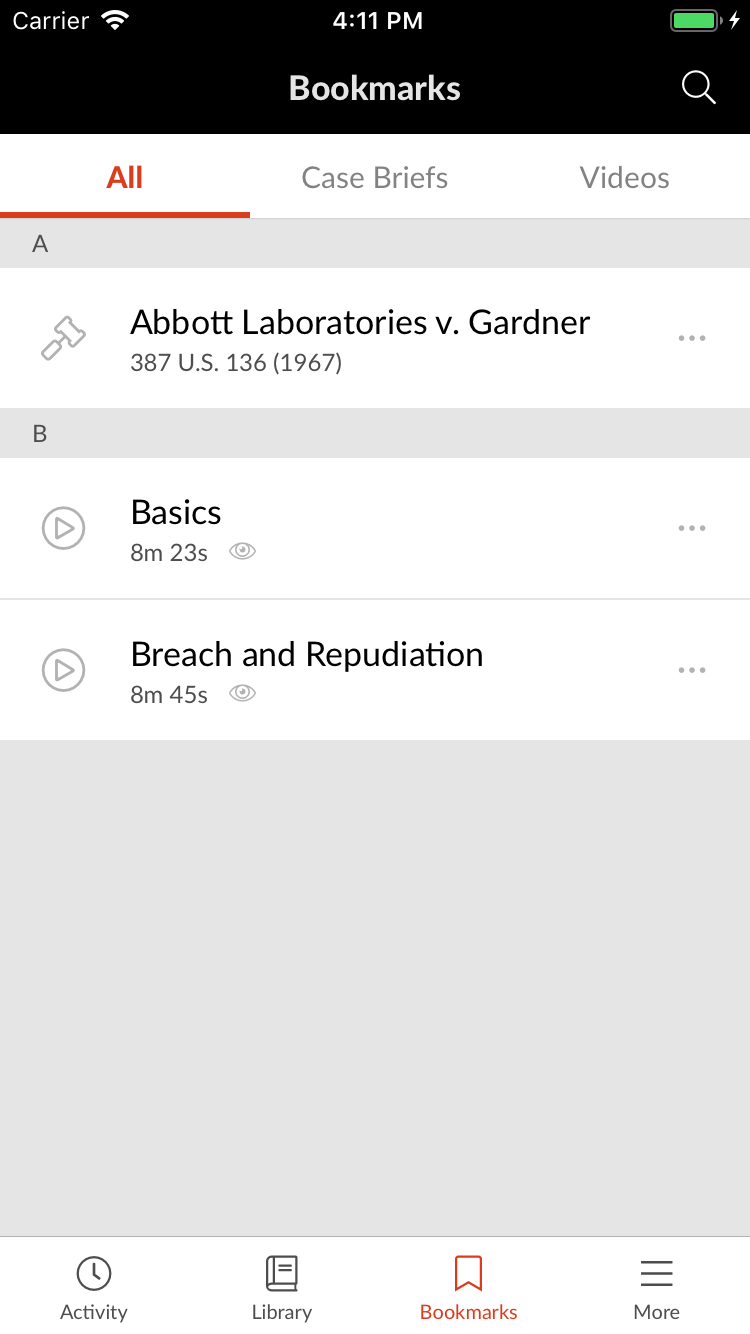 Carrier 4:11 PM
Bookmarks
All Case Briefs Videos
A
Abbott Laboratories v. Gardner
387 U.S. 136 (1967)
B
Basics
8m 23s
Breach and Repudiation
8m 45s
Activity Library Bookmarks More